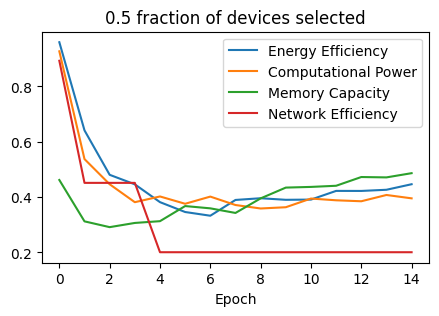 0.5 fraction of devices selected
Energy Efficiency
Computational Power
Memory Capacity
Network Efficiency
0.8
0.6
0.4
0.2
0 2 4 6 8 10 12 14
Epoch